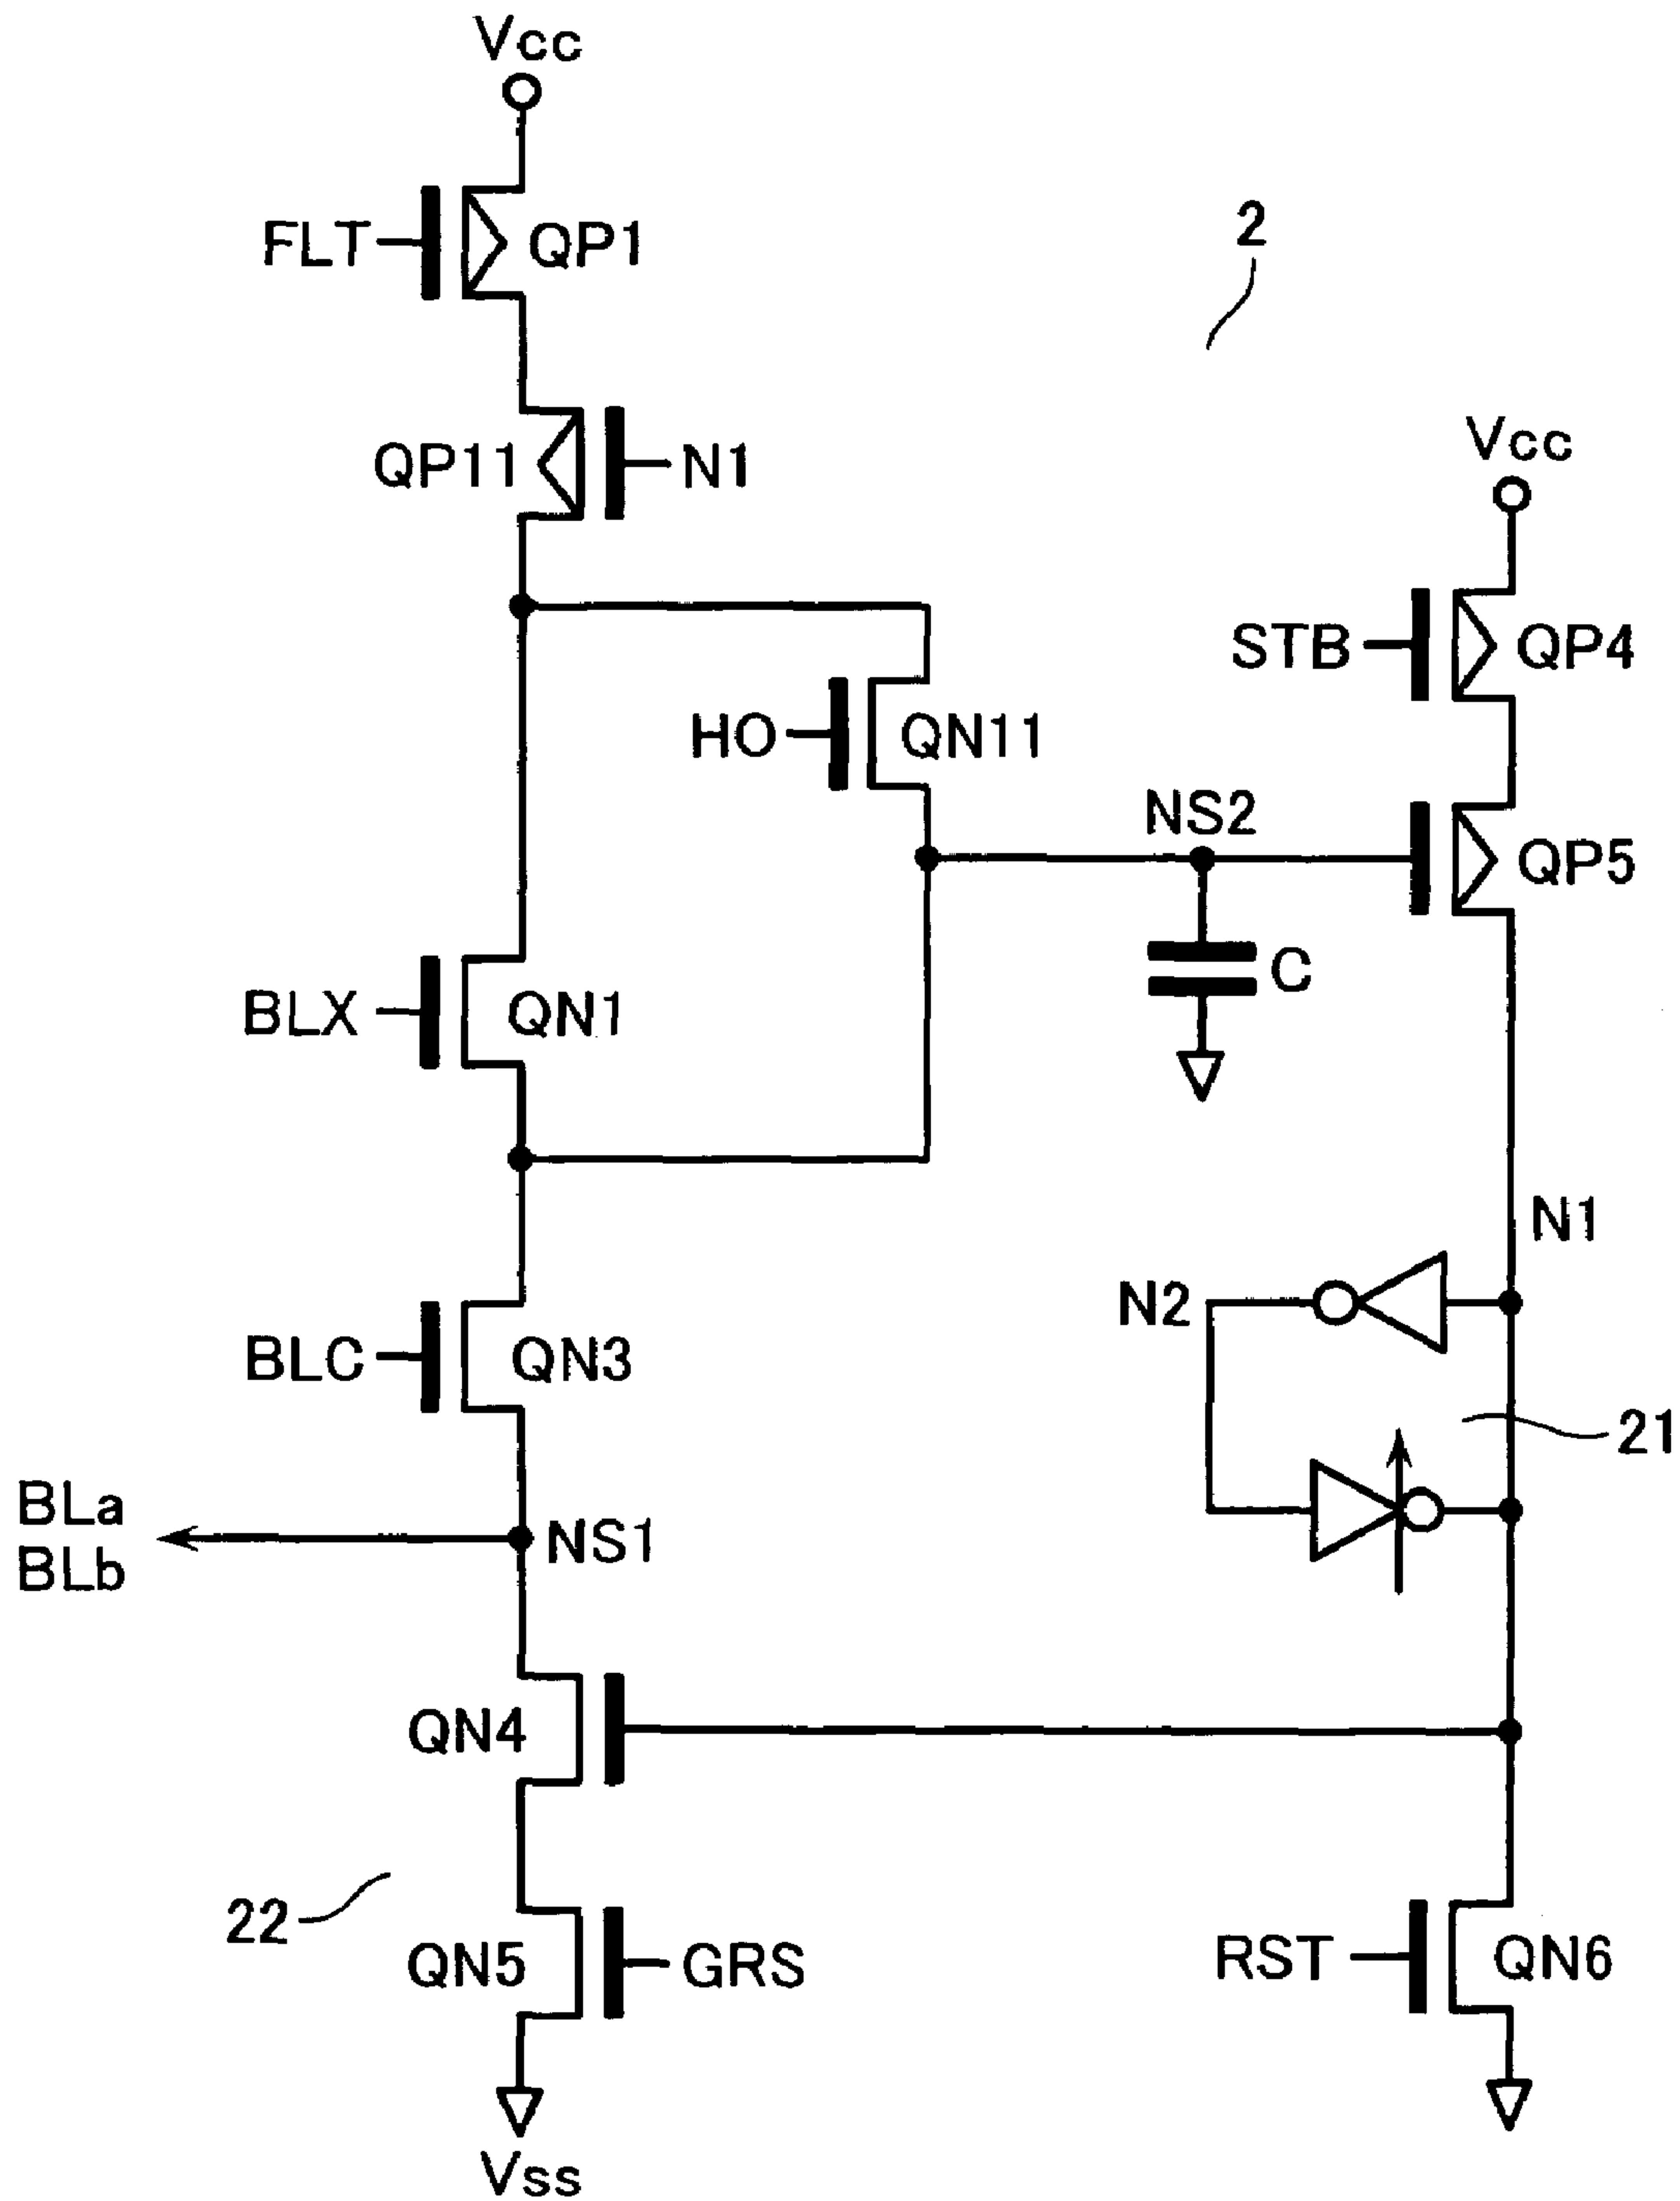 Vcc
FLT
QP1
2
QP11
N1
Vcc
STB
QP4
HO
QN11
NS2
QP5
C
BLX
QN1
N1
N2
BLC
QN3
21
BLa
BLb
NS1
QN4
22
QN5
GRS
RST
QN6
Vss